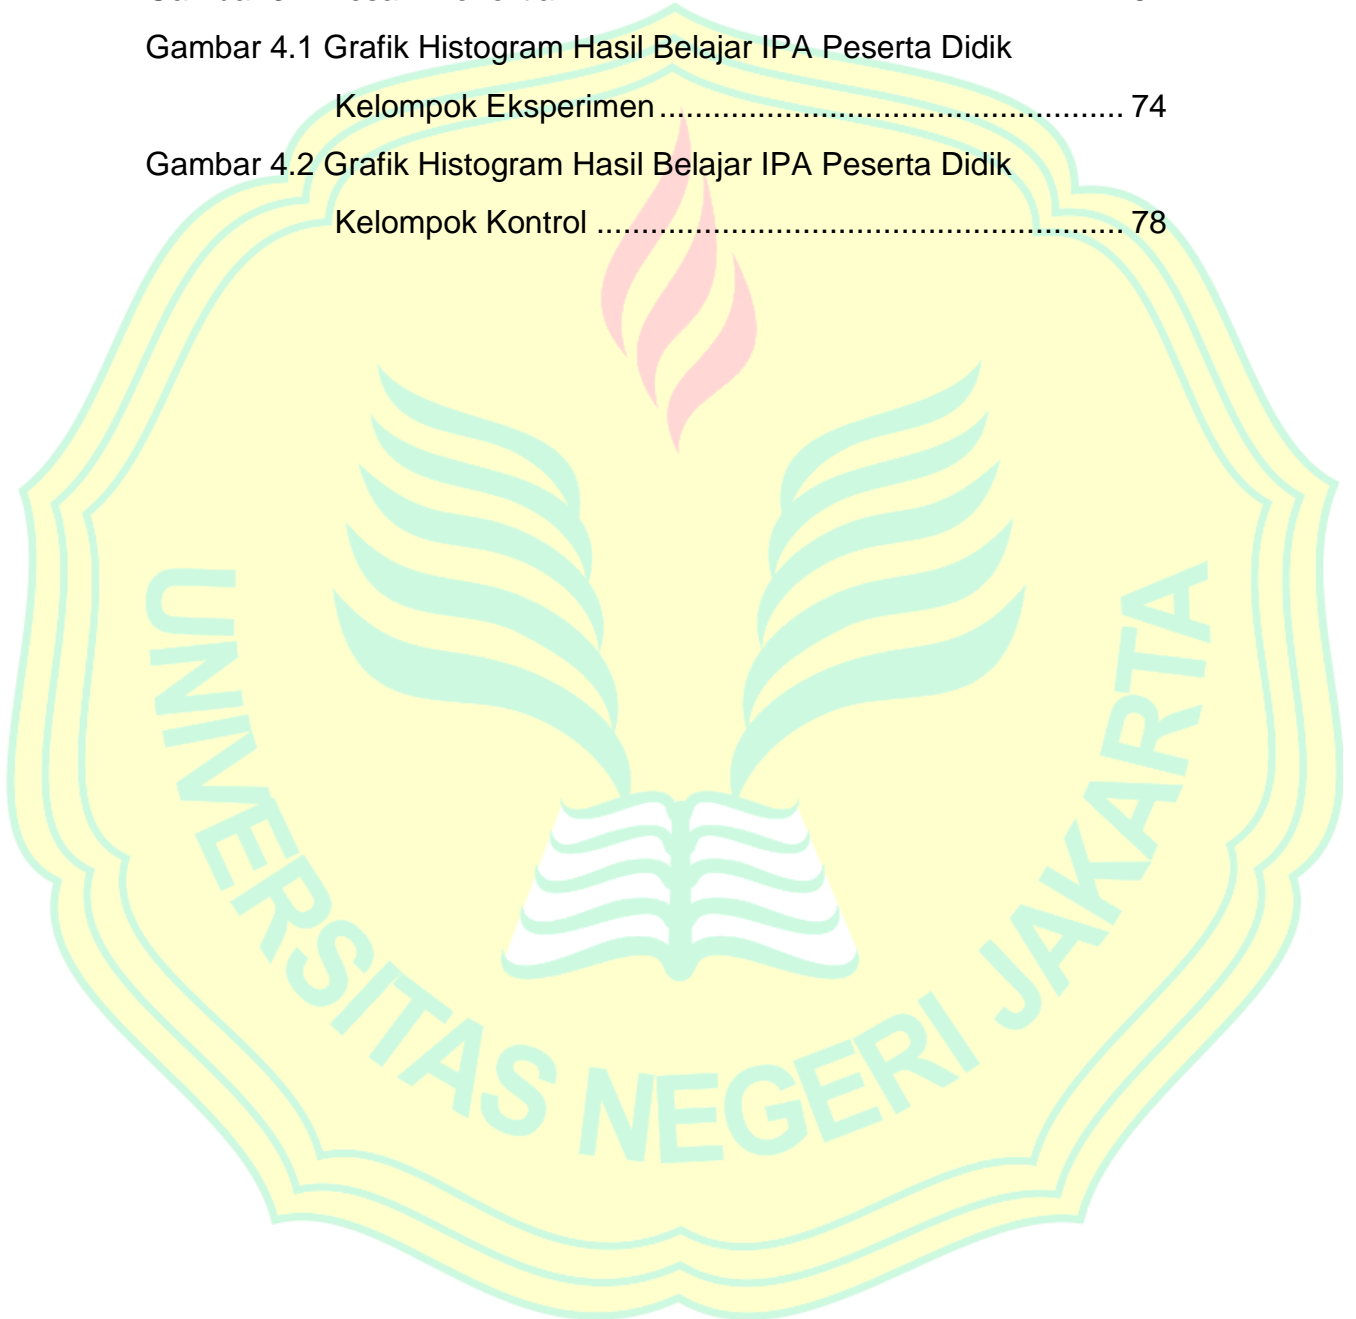 Gambar 4.1 Grafik Histogram Hasil Belajar IPA Peserta Didik
Kelompok Eksperimen .................................................... 74
Gambar 4.2 Grafik Histogram Hasil Belajar IPA Peserta Didik
Kelompok Kontrol ........................................................... 78
UNIVERSITAS NEGERI JAKARTA